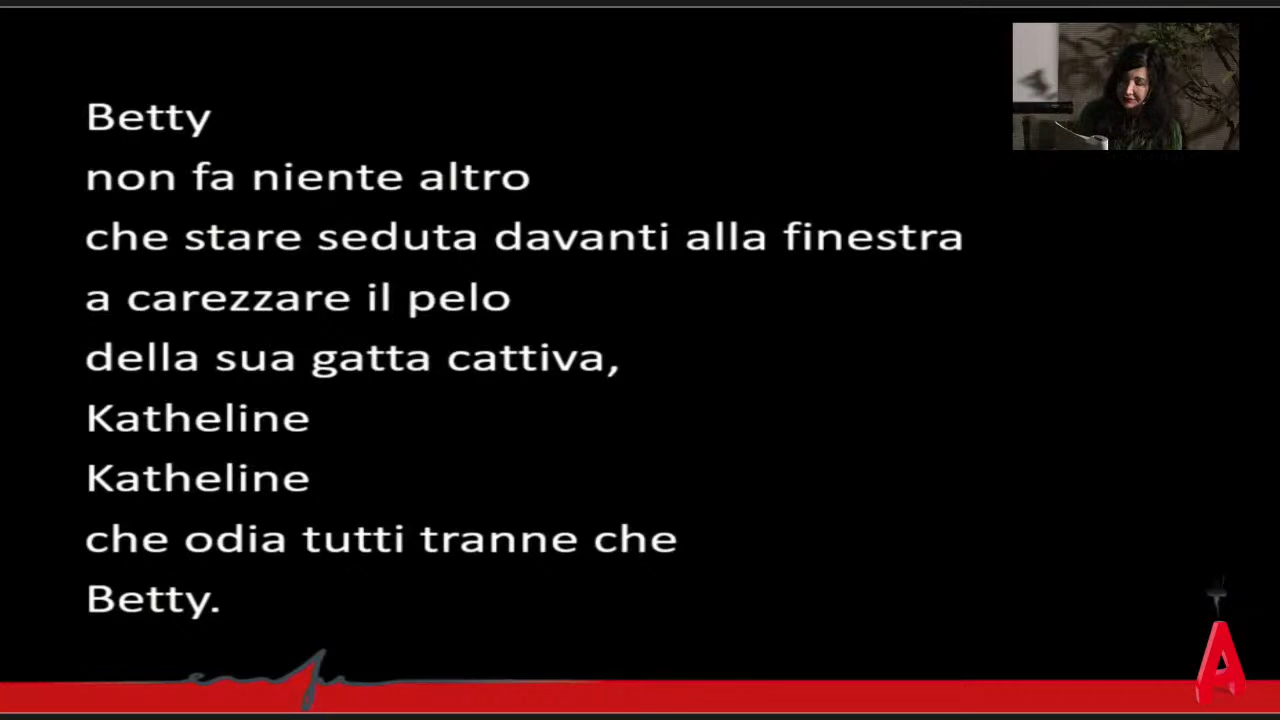 Betty
non fa niente altro
che stare seduta davanti alla finestra
a carezzare il pelo
della sua gatta cattiva,
Katheline
Katheline
che odia tutti tranne che
Betty.
A